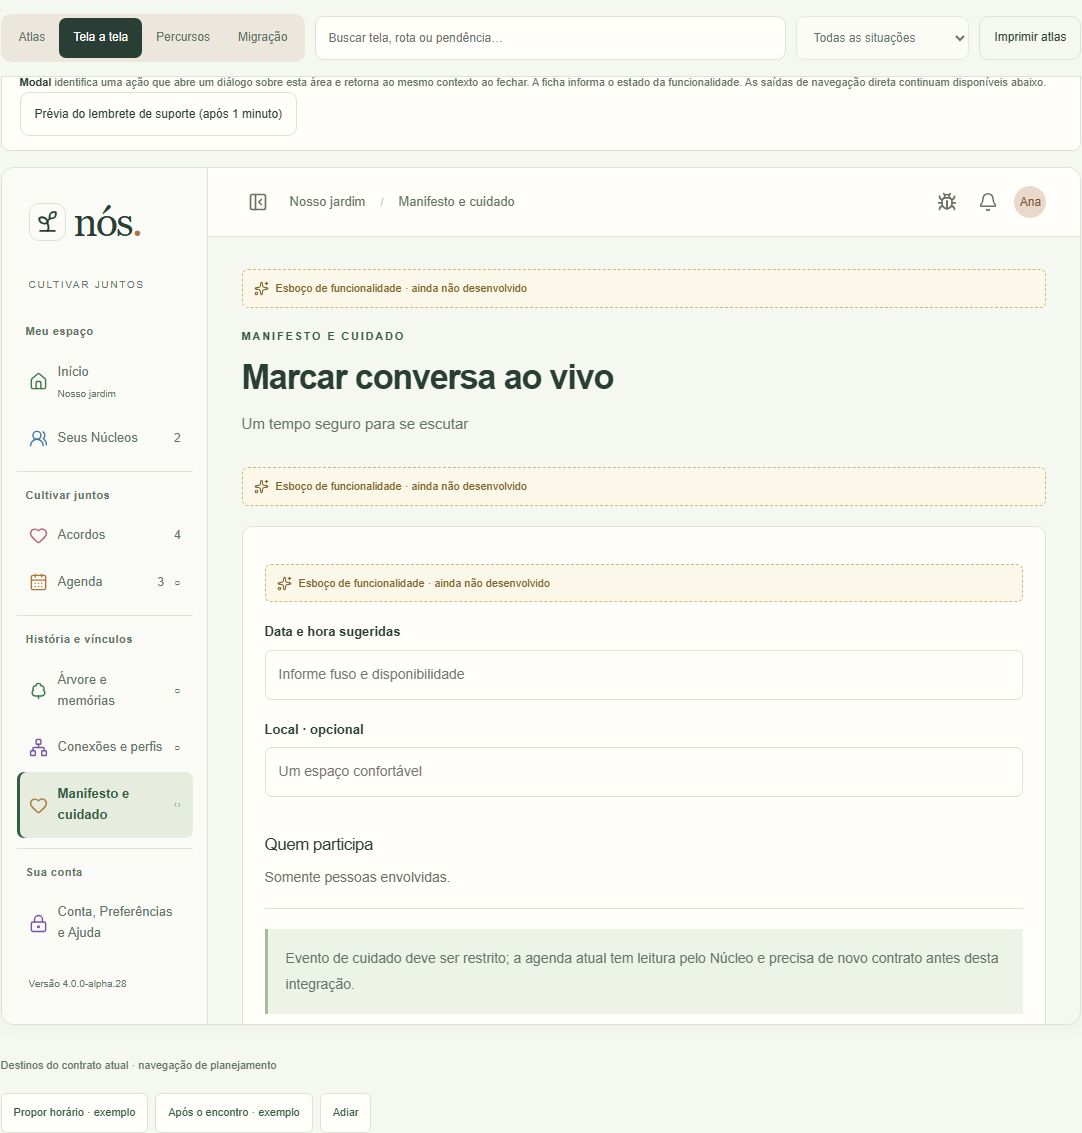 Atlas
Tela a tela
Percursos
Migração
Buscar tela, rota ou pendência...
Todas as situações
Imprimir atlas
Modal identifica uma ação que abre um diálogo sobre esta área e retorna ao mesmo contexto ao fechar. A ficha informa o estado da funcionalidade. As saídas de navegação direta continuam disponíveis abaixo.
Prévia do lembrete de suporte (após 1 minuto)
nós.
CULTIVAR JUNTOS
Meu espaço
Início
Nosso jardim
Seus Núcleos 2
Cultivar juntos
Acordos 4
Agenda 3
História e vínculos
Árvore e
memórias
Conexões e perfis
Manifesto e
cuidado
Sua conta
Conta, Preferências
e Ajuda
Versão 4.0.0-alpha.28
Nosso jardim / Manifesto e cuidado
Ana
Esboço de funcionalidade · ainda não desenvolvido
MANIFESTO E CUIDADO
Marcar conversa ao vivo
Um tempo seguro para se escutar
Esboço de funcionalidade · ainda não desenvolvido
Esboço de funcionalidade · ainda não desenvolvido
Data e hora sugeridas
Informe fuso e disponibilidade
Local · opcional
Um espaço confortável
Quem participa
Somente pessoas envolvidas.
Evento de cuidado deve ser restrito; a agenda atual tem leitura pelo Núcleo e precisa de novo contrato antes desta
integração.
Destinos do contrato atual · navegação de planejamento
Propor horário · exemplo
Após o encontro · exemplo
Adiar